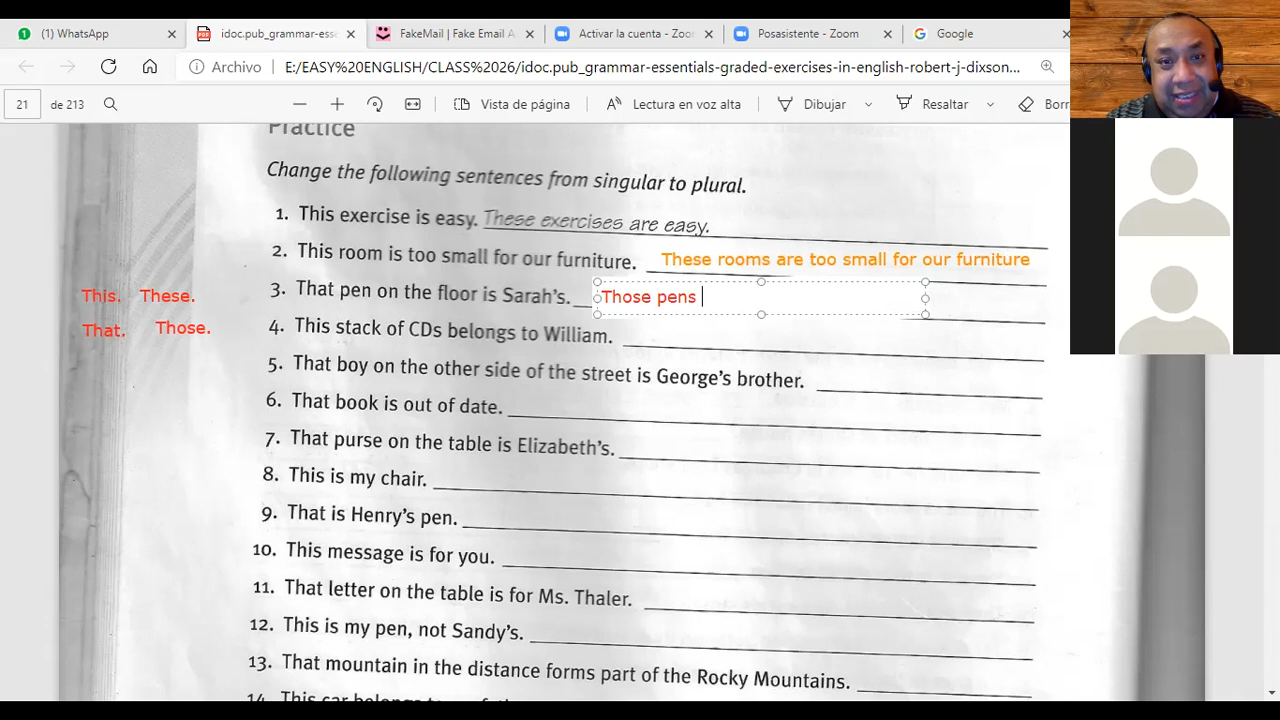 (1) WhatsApp
idoc.pub_grammar-esse
FakeMail | Fake Email A
Activar la cuenta - Zoo
Posasistente - Zoom
Google
Archivo
E:/EASY%20ENGLISH/CLASS%2026/idoc.pub_grammar-essentials-graded-exercises-in-english-robert-j-dixson...
21 de 213
Vista de página
Lectura en voz alta
Dibujar
Resaltar
Borr
Practice
Change the following sentences from singular to plural.
1. This exercise is easy. These exercises are easy.
2. This room is too small for our furniture. These rooms are too small for our furniture
This. These.
3. That pen on the floor is Sarah's. Those pens
That. Those.
4. This stack of CDs belongs to William.
5. That boy on the other side of the street is George's brother.
6. That book is out of date.
7. That purse on the table is Elizabeth's.
8. This is my chair.
9. That is Henry's pen.
10. This message is for you.
11. That letter on the table is for Ms. Thaler.
12. This is my pen, not Sandy's.
13. That mountain in the distance forms part of the Rocky Mountains.
14. This car belongs